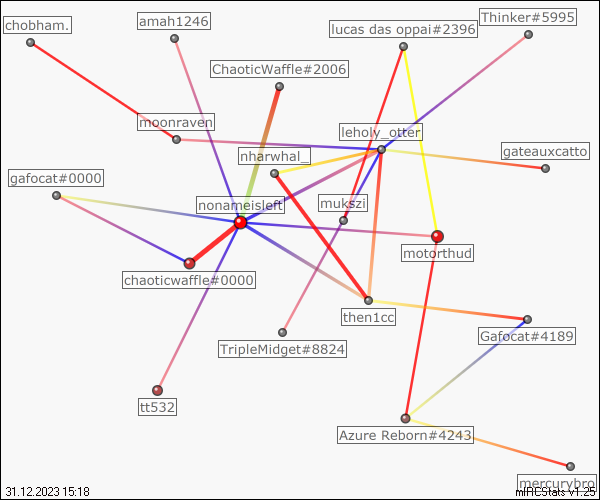 chobham.
amah1246
lucas das oppai#2396
Thinker#5995
ChaoticWaffle#2006
moonraven
leholy_otter
nharwhal_
gateauxcatto
gafocat#0000
nonameisleft
mukszi
motorthud
chaoticwaffle#0000
then1cc
Gafocat#4189
TripleMidget#8824
tt532
Azure Reborn#4243
mercurybro
31.12.2023 15:18
mIRCStats v1.25